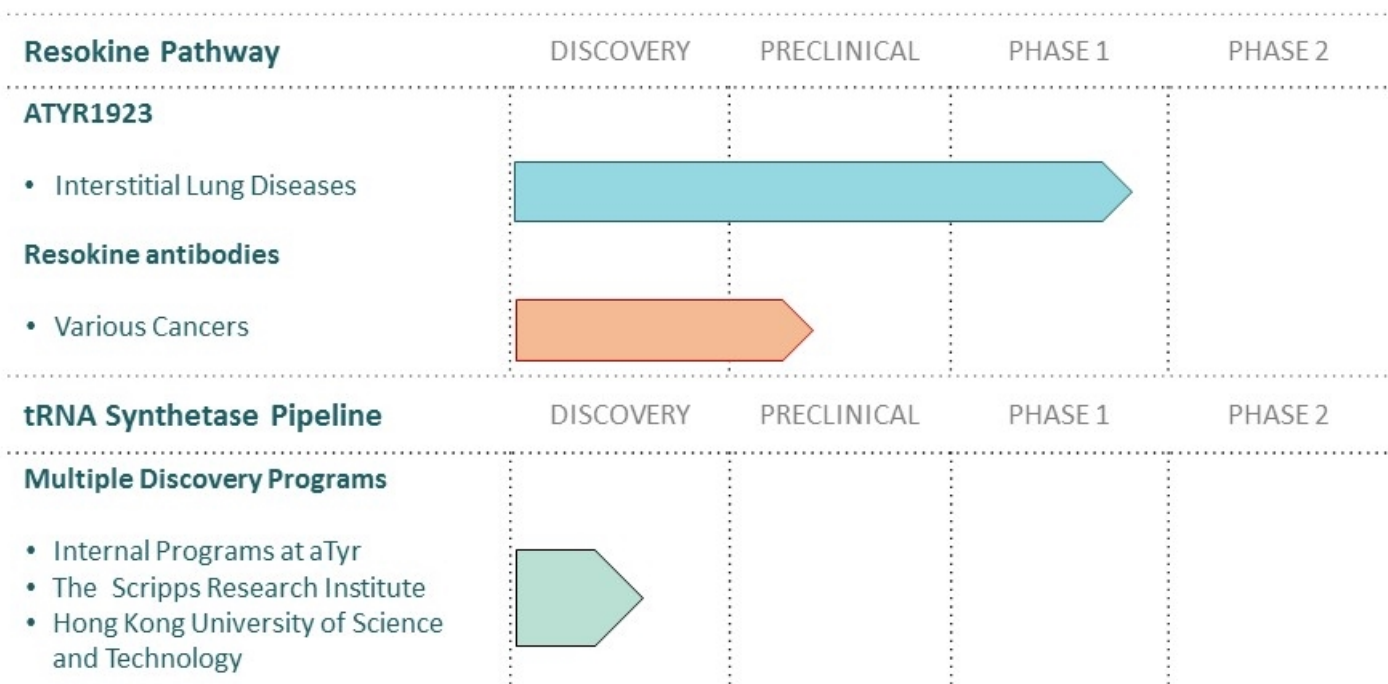 Resokine Pathway DISCOVERY PRECLINICAL PHASE 1 PHASE 2
ATYR1923
• Interstitial Lung Diseases
Resokine antibodies
• Various Cancers
tRNA Synthetase Pipeline DISCOVERY PRECLINICAL PHASE 1 PHASE 2
Multiple Discovery Programs
• Internal Programs at aTyr
• The Scripps Research Institute
• Hong Kong University of Science
and Technology